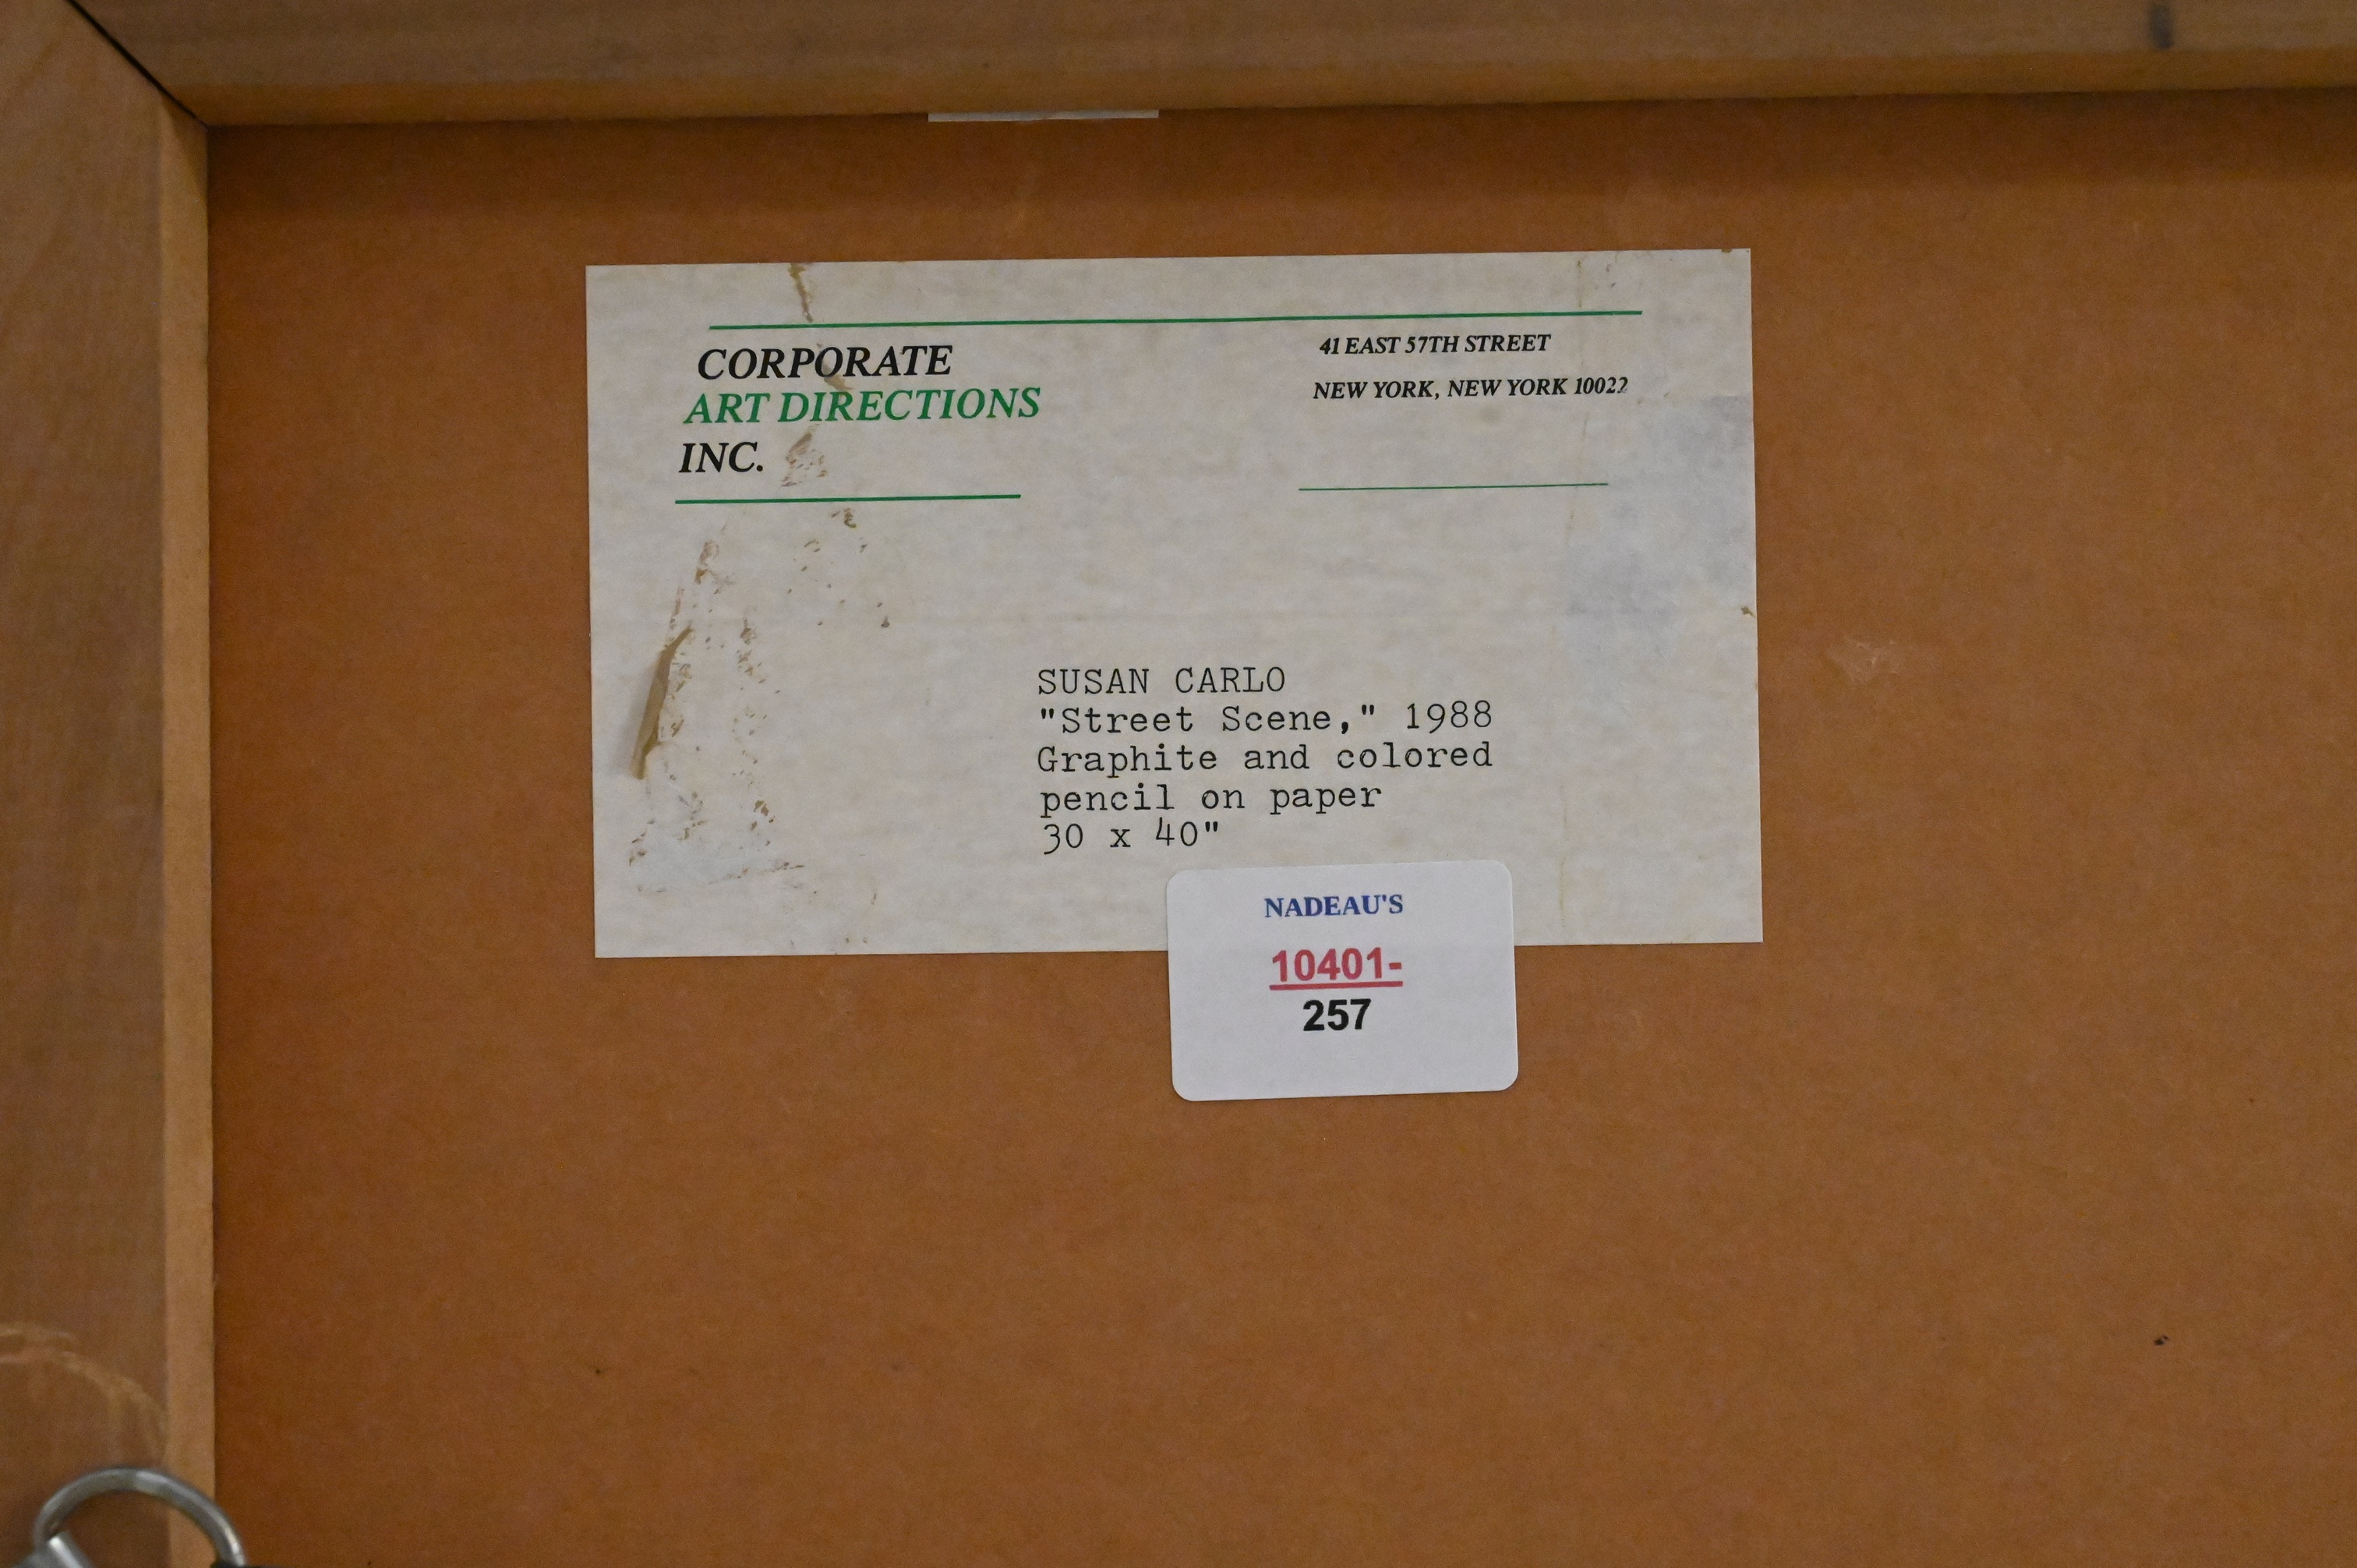 CORPORATE
ART DIRECTIONS
INC.
41 EAST 57TH STREET
NEW YORK, NEW YORK 10022
SUSAN CARLO
"Street Scene," 1988
Graphite and colored
pencil on paper
30 x 40"
NADEAU'S
10401-
257